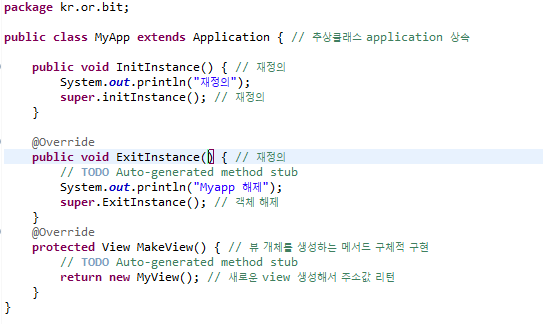 package kr.or.bit;
public class MyApp extends Application { // 추상클래스 application 상속
public void InitInstance() { // 재정의
System.out.println("재정의");
super.initInstance(); // 재정의
}
@Override
public void ExitInstance() { // 재정의
// TODO Auto-generated method stub
System.out.println("Myapp 해제");
super.ExitInstance(); // 객체 해제
}
@Override
protected View MakeView() { // 뷰 개체를 생성하는 메서드 구체적 구현
// TODO Auto-generated method stub
return new MyView(); // 새로운 view 생성해서 주소값 리턴
}
}